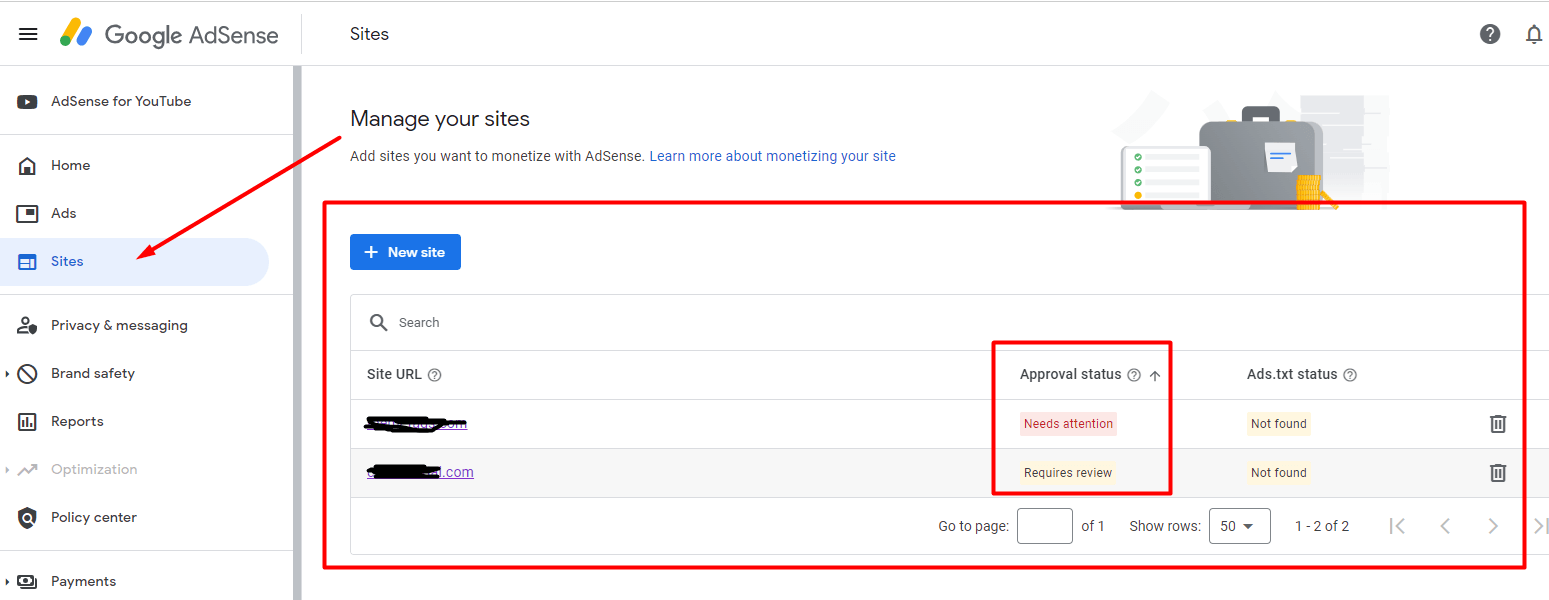 Google AdSense
Sites
AdSense for YouTube
Home
Ads
Sites
Privacy & messaging
Brand safety
Reports
Optimization
Policy center
Payments
Manage your sites
Add sites you want to monetize with AdSense. Learn more about monetizing your site
+ New site
Search
Site URL Approval status Ads.txt status
Needs attention Not found
.com Requires review Not found
Go to page: of 1 Show rows: 50 1 - 2 of 2